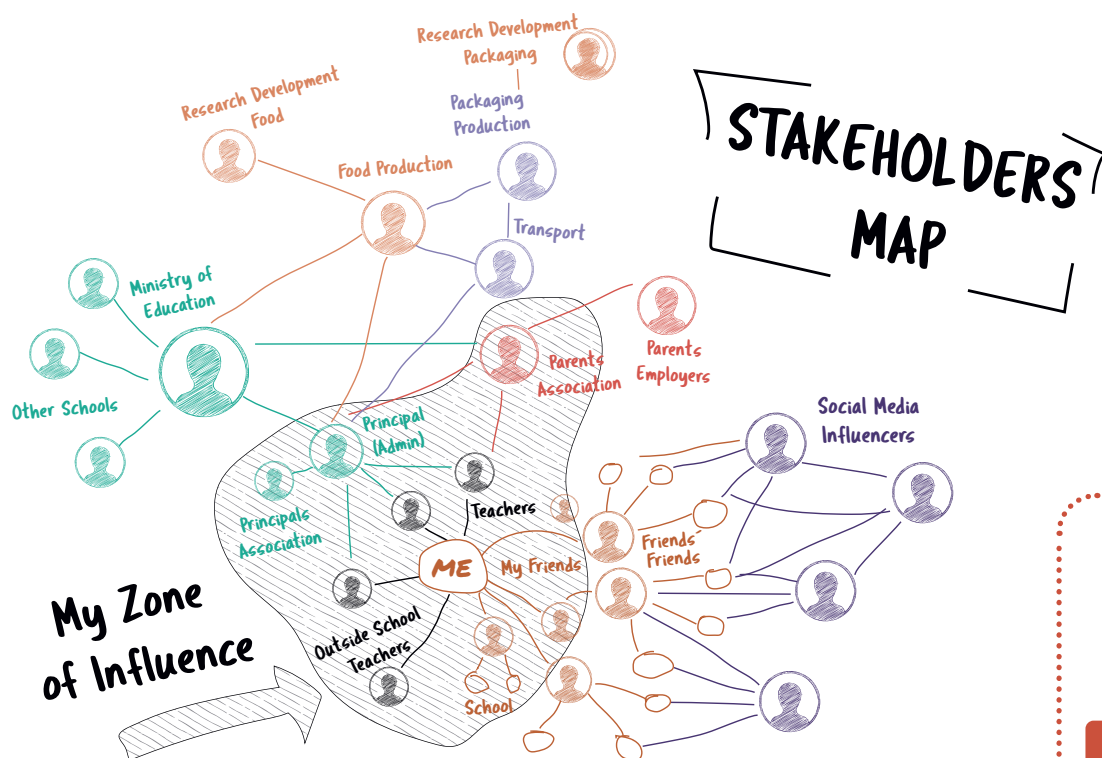 Research Development
Packaging
Research Development
Food
Packaging
Production
STAKEHOLDERS
MAP
Food Production
Transport
Ministry of
Education
Parents
Association
Parents
Employers
Other Schools
Principal
(Admin)
Social Media
Influencers
Principals
Association
Teachers
ME
My Friends
Friends'
Friends
My Zone
of Influence
Outside School
Teachers
School